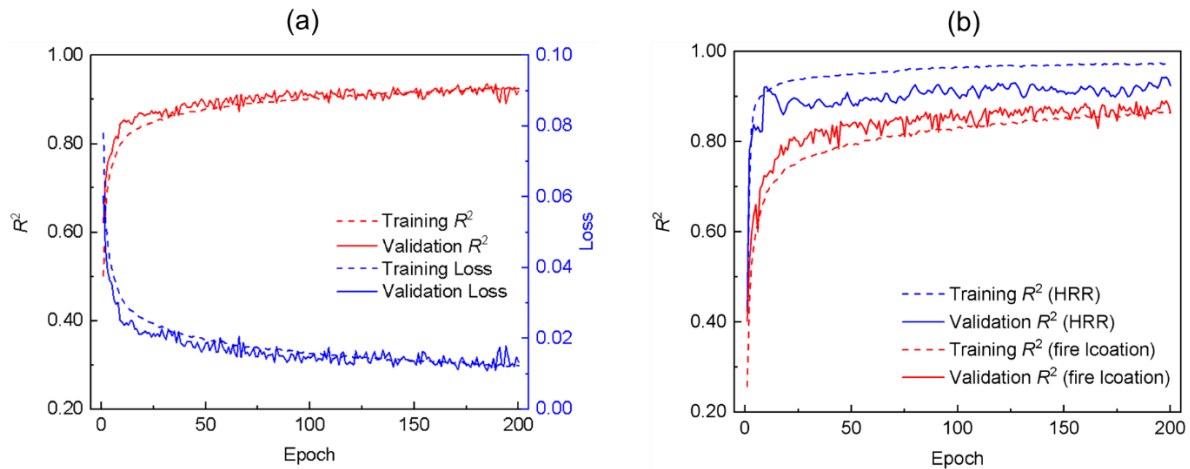 (a)
1.00
0.80
0.60
0.40
0.20
R²
0.10
0.08
0.06
0.04
0.02
0.00
Loss
Training R²
Validation R²
Training Loss
Validation Loss
0
50
100
150
200
Epoch
(b)
1.00
0.80
0.60
0.40
0.20
R²
Training R² (HRR)
Validation R² (HRR)
Training R² (fire lcoation)
Validation R² (fire lcoation)
0
50
100
150
200
Epoch